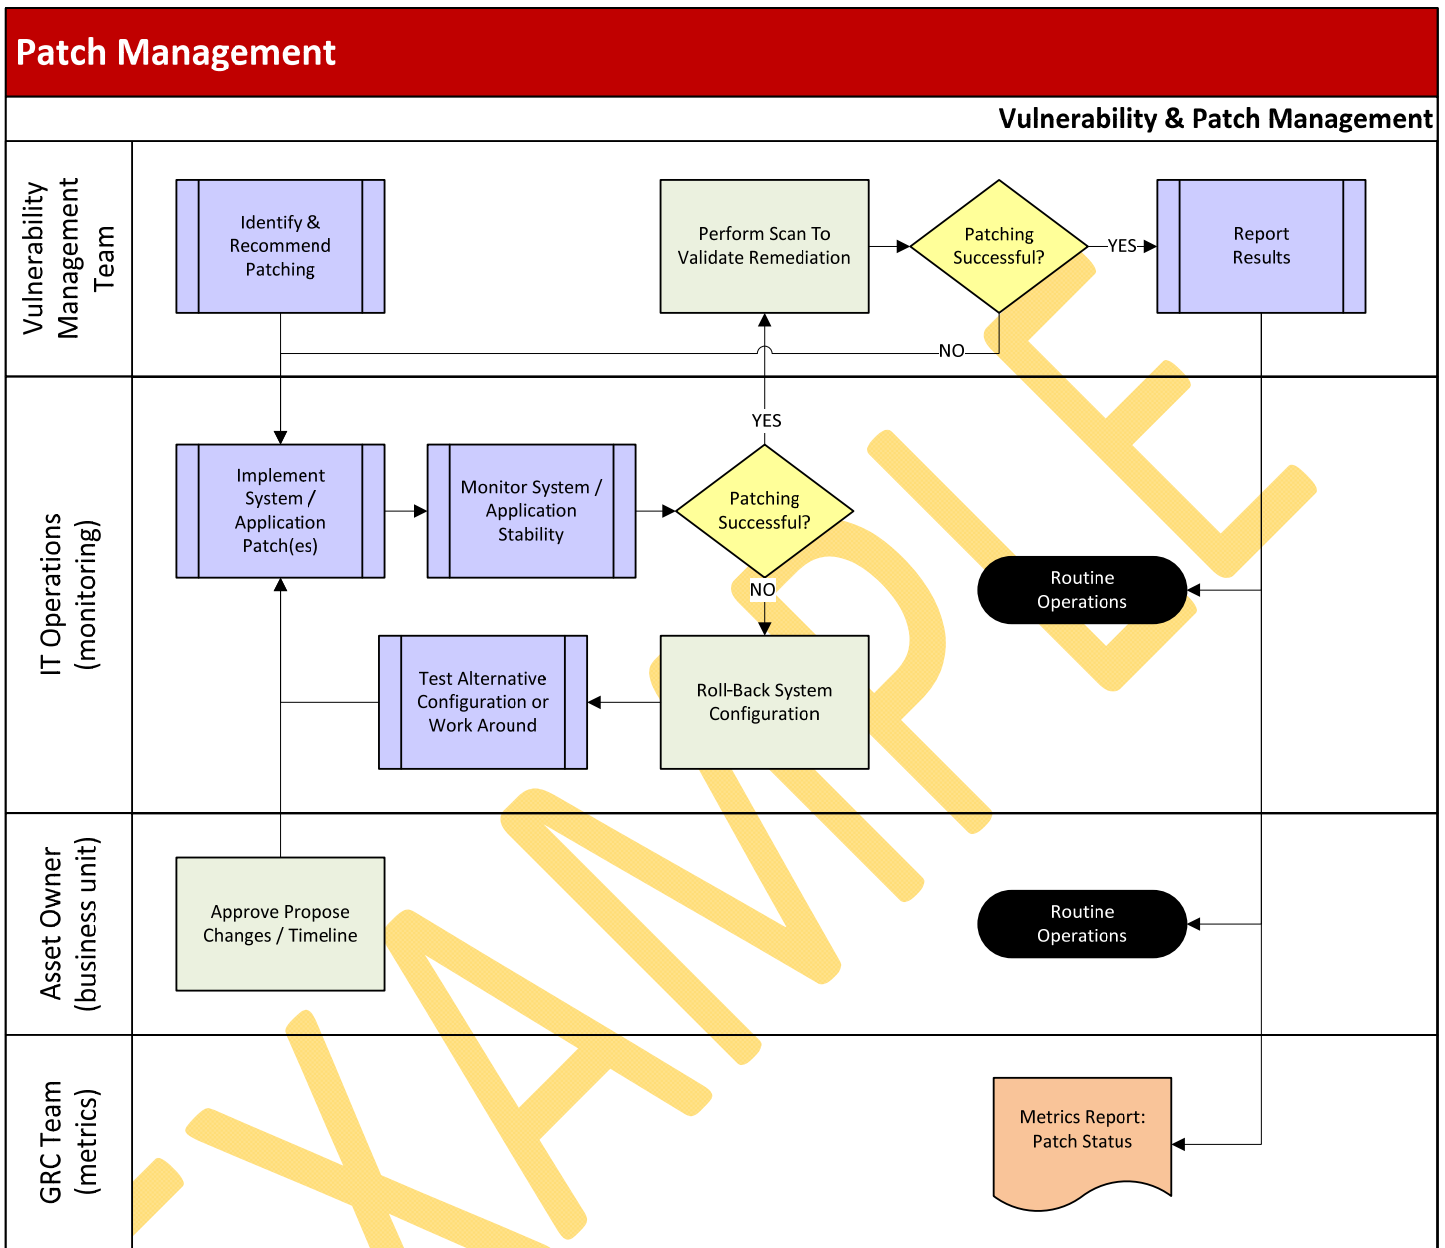 Patch Management
Vulnerability & Patch Management
Vulnerability
Management
Team
Identify &
Recommend
Patching
Perform Scan To
Validate Remediation
Patching
Successful?
YES
Report
Results
NO
IT Operations
(monitoring)
Implement
System /
Application
Patch(es)
Monitor System /
Application
Stability
YES
Patching
Successful?
NO
Routine
Operations
Test Alternative
Configuration or
Work Around
Roll-Back System
Configuration
Asset Owner
(business unit)
Approve Propose
Changes / Timeline
Routine
Operations
GRC Team
(metrics)
Metrics Report:
Patch Status
EXAMPLE